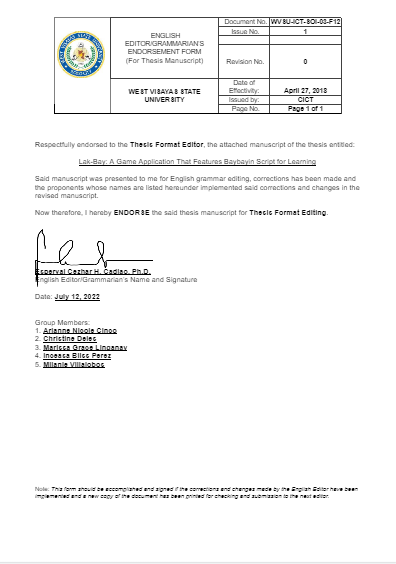 ENGLISH
EDITOR/GRAMMARIAN'S
ENDORSEMENT FORM
(For Thesis Manuscript)
WEST VISAYAS STATE
UNIVERSITY
Document No. WVSU-ICT-SOI-03-F12
Issue No. 1
Revision No. 0
Date of
Effectivity: April 27, 2018
Issued by: CICT
Page No. Page 1 of 1
Respectfully endorsed to the Thesis Format Editor, the attached manuscript of the thesis entitled:
Lak-Bay: A Game Application That Features Baybayin Script for Learning
Said manuscript was presented to me for English grammar editing, corrections has been made and
the proponents whose names are listed hereunder implemented said corrections and changes in the
revised manuscript.
Now therefore, I hereby ENDORSE the said thesis manuscript for Thesis Format Editing.
Esperval Cezhar H. Cadiao, Ph.D.
English Editor/Grammarian's Name and Signature
Date: July 12, 2022
Group Members:
1. Arianne Nicole Cinco
2. Christine Deles
3. Marissa Grace Linganay
4. Inoessa Bliss Perez
5. Milanie Villalobos
Note: This form should be accomplished and signed if the corrections and changes made by the English Editor have been
implemented and a new copy of the document has been printed for checking and submission to the next editor.